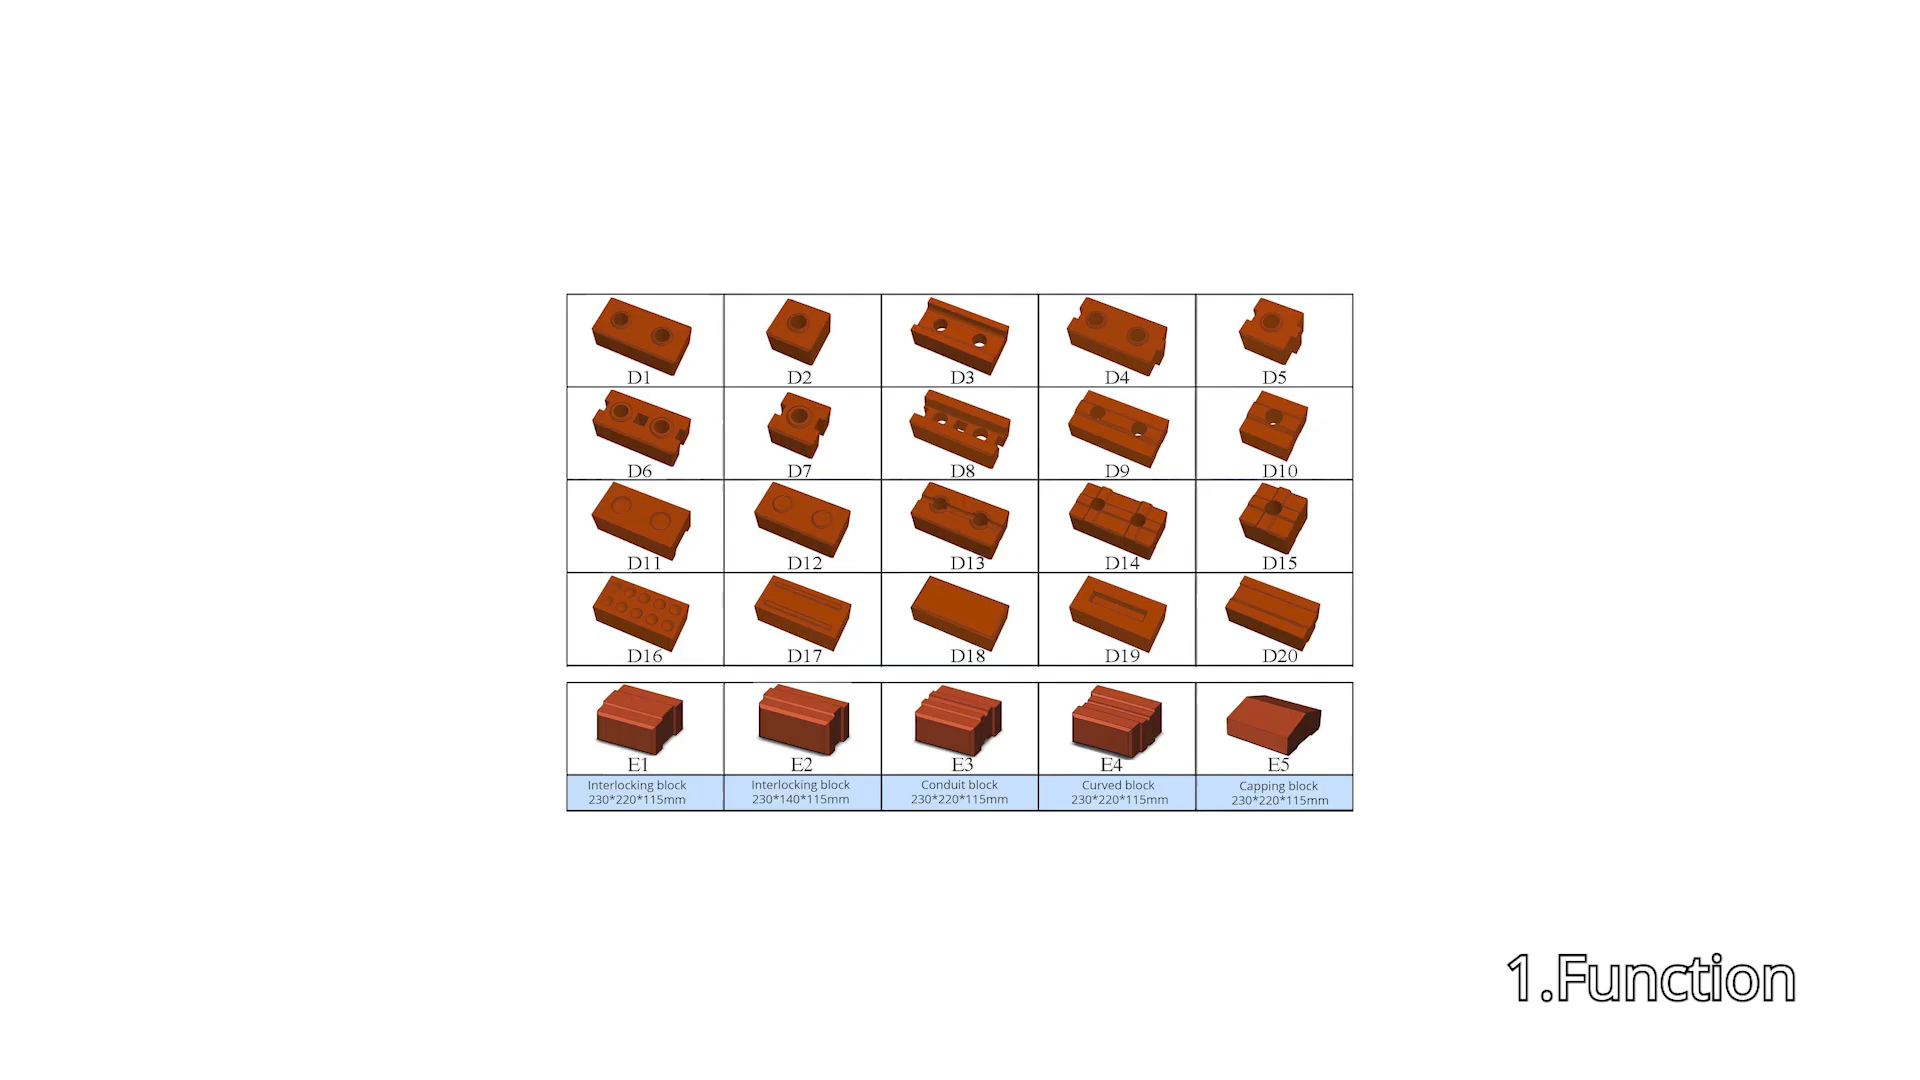 D1 D2 D3 D4 D5
D6 D7 D8 D9 D10
D11 D12 D13 D14 D15
D16 D17 D18 D19 D20
E1 E2 E3 E4 E5
Interlocking block Interlocking block Conduit block Curved block Capping block
230*220*115mm 230*140*115mm 230*220*115mm 230*220*115mm 230*220*115mm
1.Function